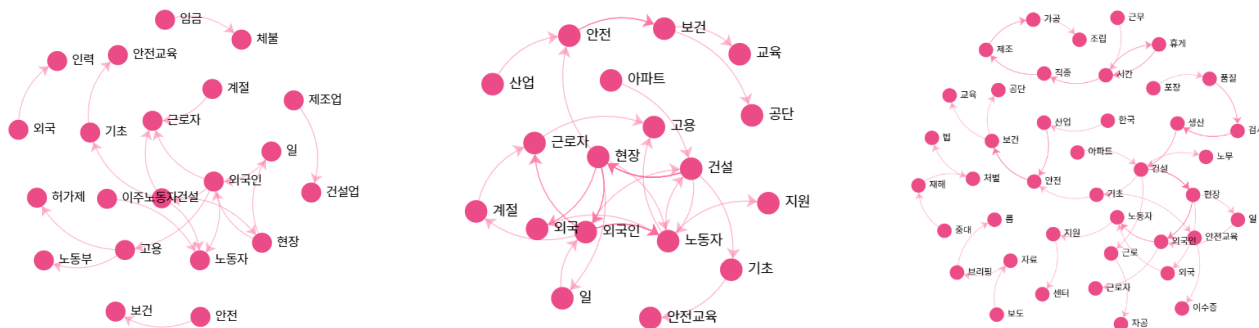 임금
체불
인력
안전교육
계절
제조업
외국
기초
근로자
일
외국인
허가제
이주노동자건설
건설업
현장
고용
노동부
노동자
보건
안전
안전
보건
교육
산업
아파트
공단
고용
근로자
현장
건설
지원
계절
외국
외국인
노동자
기초
일
안전교육
가공
근무
조립
휴게
제조
직종
시간
품질
포장
교육
공단
산업
한국
생산
검사
법
보건
아파트
건설
노무
재해
처벌
안전
기초
현장
룸
노동자
일
중대
지원
외국인
안전교육
근로
브리핑
자료
외국
센터
근로자
이수증
보도
자공